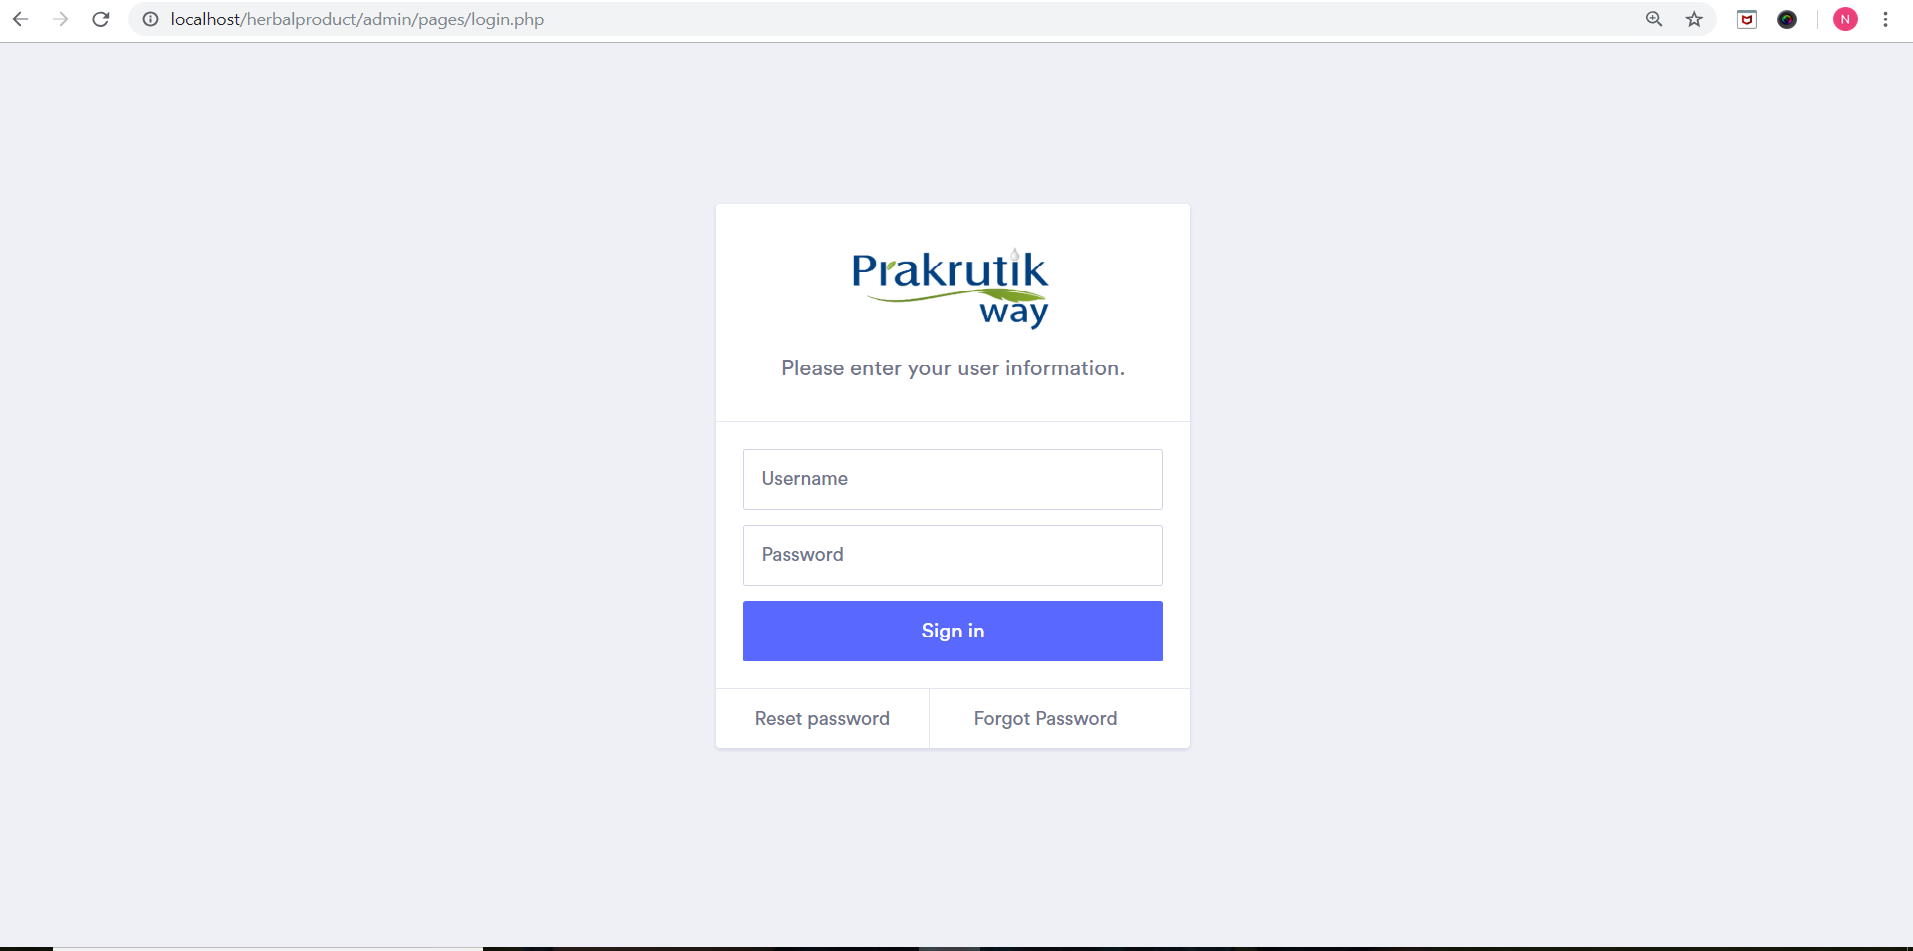 localhost/herbalproduct/admin/pages/login.php
N
Prakrutik
way
Please enter your user information.
Username
Password
Sign in
Reset password
Forgot Password